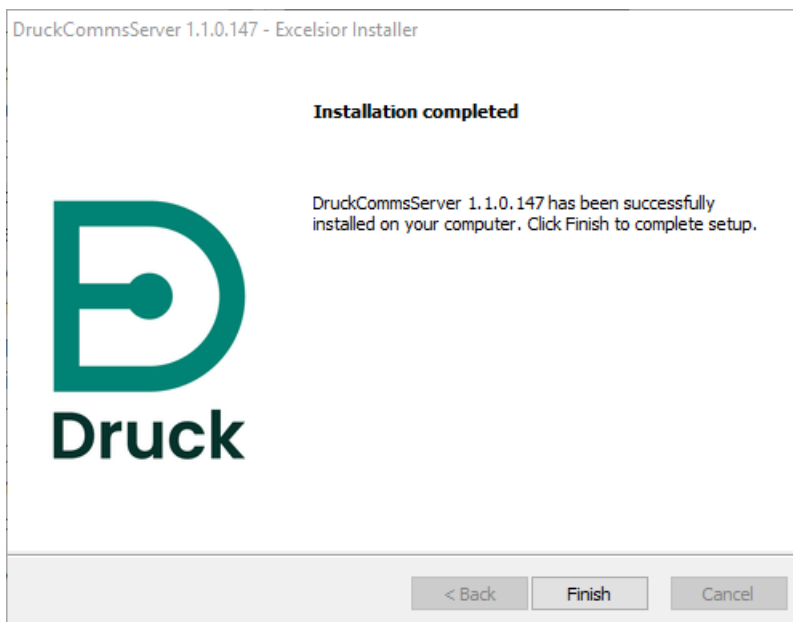 DruckCommsServer 1.1.0.147 - Excelsior Installer
Installation completed
DruckCommsServer 1.1.0.147 has been successfully
installed on your computer. Click Finish to complete setup.
Druck
< Back
Finish
Cancel